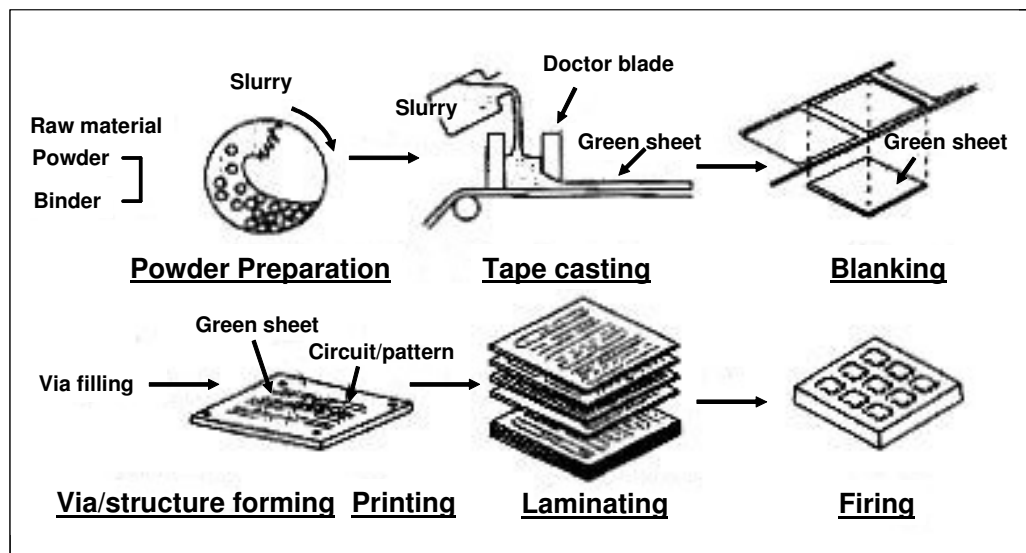 Slurry
Raw material
Powder
Binder
Powder Preparation
Slurry
Doctor blade
Green sheet
Tape casting
Green sheet
Blanking
Via filling
Green sheet
Circuit/pattern
Via/structure forming
Printing
Laminating
Firing